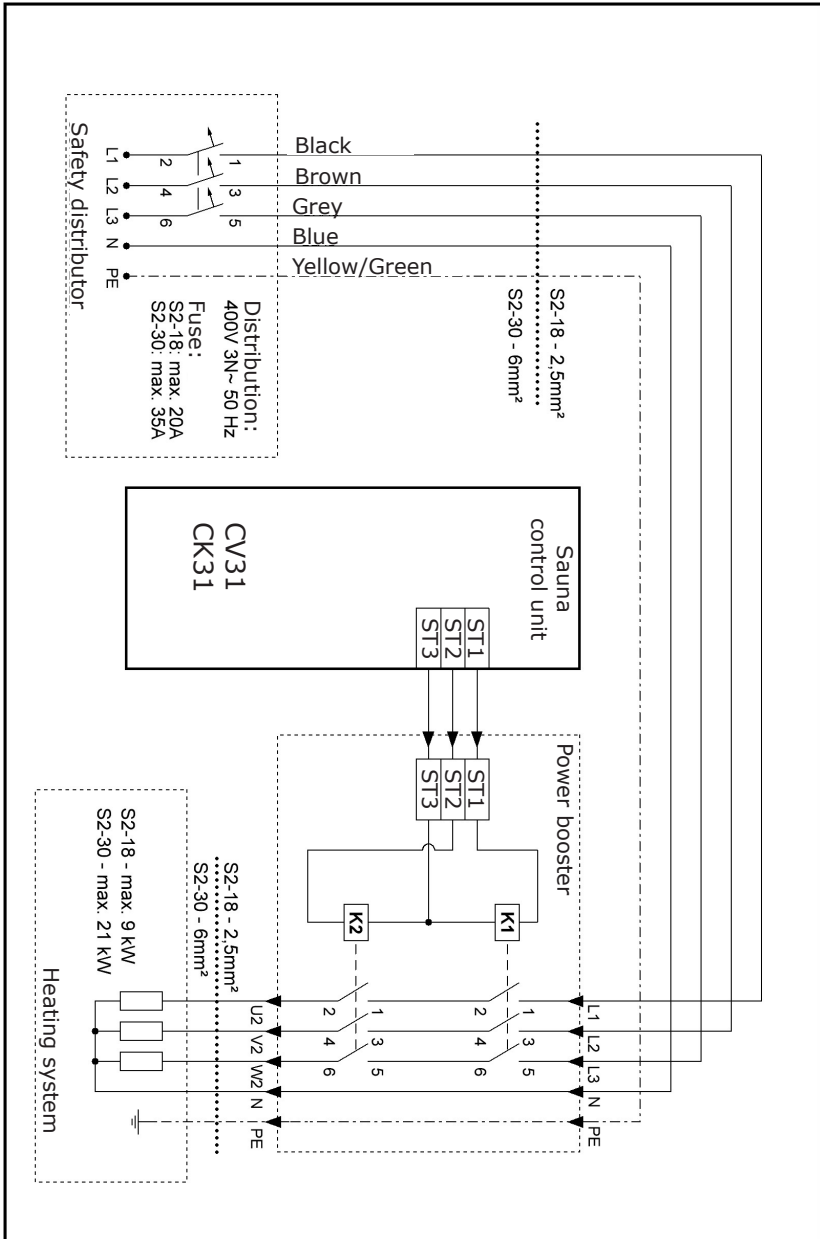 Black
Brown
Grey
Blue
Yellow/Green
L1
L2
L3
N
PE
2
4
6
1
3
5
Safety distributor
Distribution:
400V 3N~ 50 Hz
Fuse:
S2-18: max. 20A
S2-30: max. 35A
S2-18 - 2,5mm²
S2-30 - 6mm²
Sauna
control unit
CV31
CK31
ST1
ST2
ST3
Power booster
ST1
ST2
ST3
K1
K2
L1
L2
L3
N
PE
1
3
5
2
4
6
1
3
5
2
4
6
U2
V2
W2
N
PE
S2-18 - 2,5mm²
S2-30 - 6mm²
S2-18 - max. 9 kW
S2-30 - max. 21 kW
Heating system